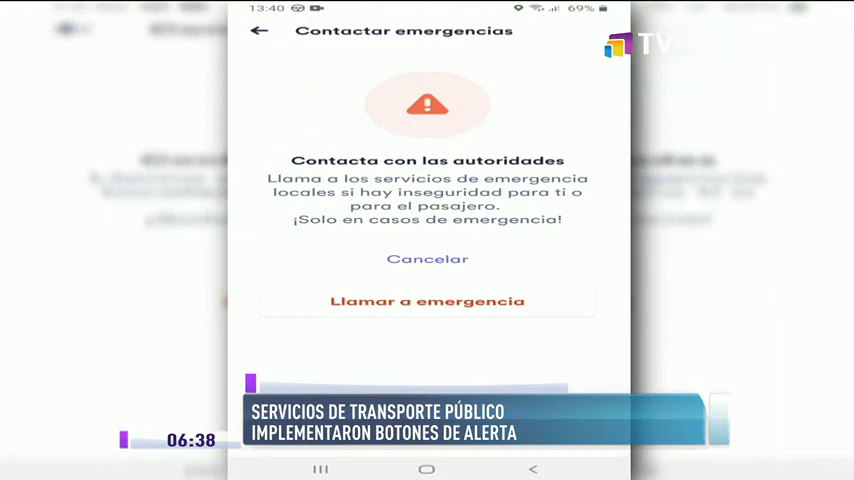 13:40
69%
Contactar emergencias
TV
Contacta con las autoridades
Llama a los servicios de emergencia
locales si hay inseguridad para ti o
para el pasajero.
¡Solo en casos de emergencia!
Cancelar
Llamar a emergencia
SERVICIOS DE TRANSPORTE PÚBLICO
IMPLEMENTARON BOTONES DE ALERTA
06:38